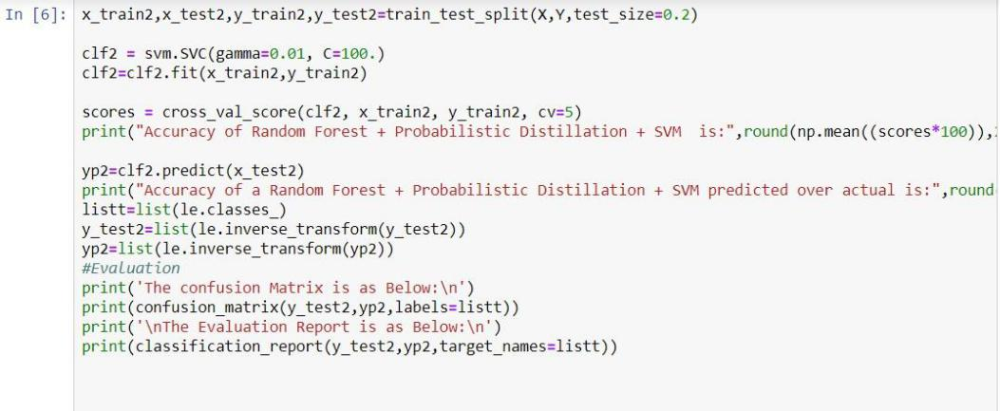 In [6]: x_train2,x_test2,y_train2,y_test2=train_test_split(X,Y,test_size=0.2)
clf2 = svm.SVC(gamma=0.01, C=100.)
clf2=clf2.fit(x_train2,y_train2)
scores = cross_val_score(clf2, x_train2, y_train2, cv=5)
print("Accuracy of Random Forest + Probabilistic Distillation + SVM  is:",round(np.mean((scores*100)),
yp2=clf2.predict(x_test2)
print("Accuracy of a Random Forest + Probabilistic Distillation + SVM predicted over actual is:",round
listt=list(le.classes_)
y_test2=list(le.inverse_transform(y_test2))
yp2=list(le.inverse_transform(yp2))
#Evaluation
print('The confusion Matrix is as Below:\n')
print(confusion_matrix(y_test2,yp2,labels=listt))
print('\nThe Evaluation Report is as Below:\n')
print(classification_report(y_test2,yp2,target_names=listt))